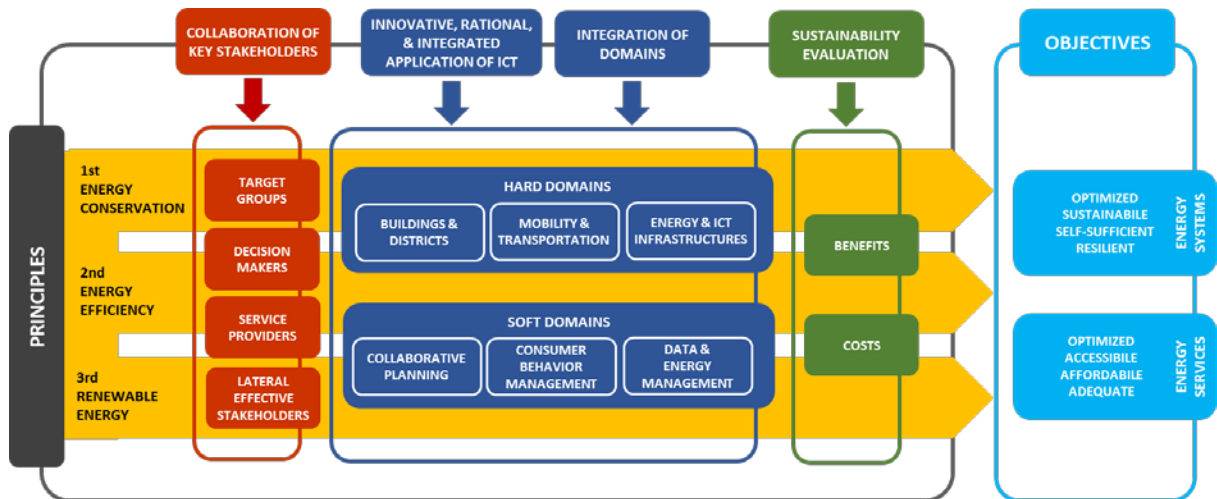 COLLABORATION OF
KEY STAKEHOLDERS
INNOVATIVE, RATIONAL,
& INTEGRATED
APPLICATION OF ICT
INTEGRATION OF
DOMAINS
SUSTAINABILITY
EVALUATION
OBJECTIVES
PRINCIPLES
1st
ENERGY
CONSERVATION
2nd
ENERGY
EFFICIENCY
3rd
RENEWABLE
ENERGY
TARGET
GROUPS
DECISION
MAKERS
SERVICE
PROVIDERS
LATERAL
EFFECTIVE
STAKEHOLDERS
HARD DOMAINS
BUILDINGS &
DISTRICTS
MOBILITY &
TRANSPORTATION
ENERGY & ICT
INFRASTRUCTURES
SOFT DOMAINS
COLLABORATIVE
PLANNING
CONSUMER
BEHAVIOR
MANAGEMENT
DATA &
ENERGY
MANAGEMENT
BENEFITS
COSTS
OPTIMIZED
SUSTAINABILE
SELF-SUFFICIENT
RESILIENT
ENERGY
SYSTEMS
OPTIMIZED
ACCESSIBILE
AFFORDABILE
ADEQUATE
ENERGY
SERVICES